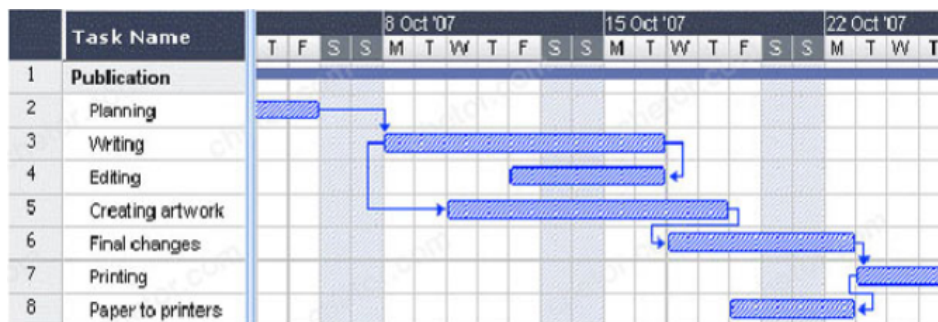 Task Name
8 Oct '07 15 Oct '07 22 Oct '07
T F S S M T W T F S S M T W T F S S M T W T
1 Publication
2 Planning
3 Writing
4 Editing
5 Creating artwork
6 Final changes
7 Printing
8 Paper to printers